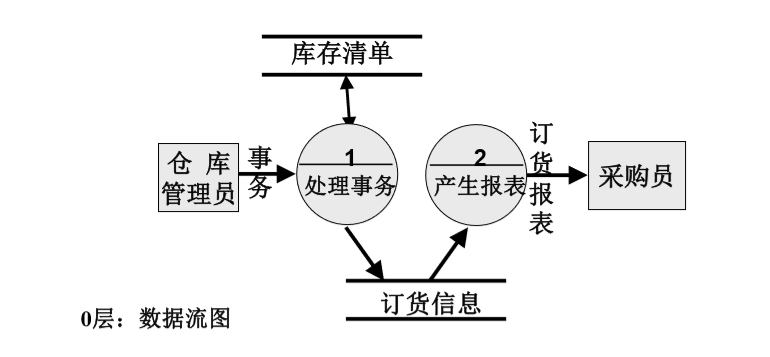 库存清单
仓 库
管理员
事务
1
处理事务
2
产生报表
订货报表
采购员
订货信息
0层：数据流图